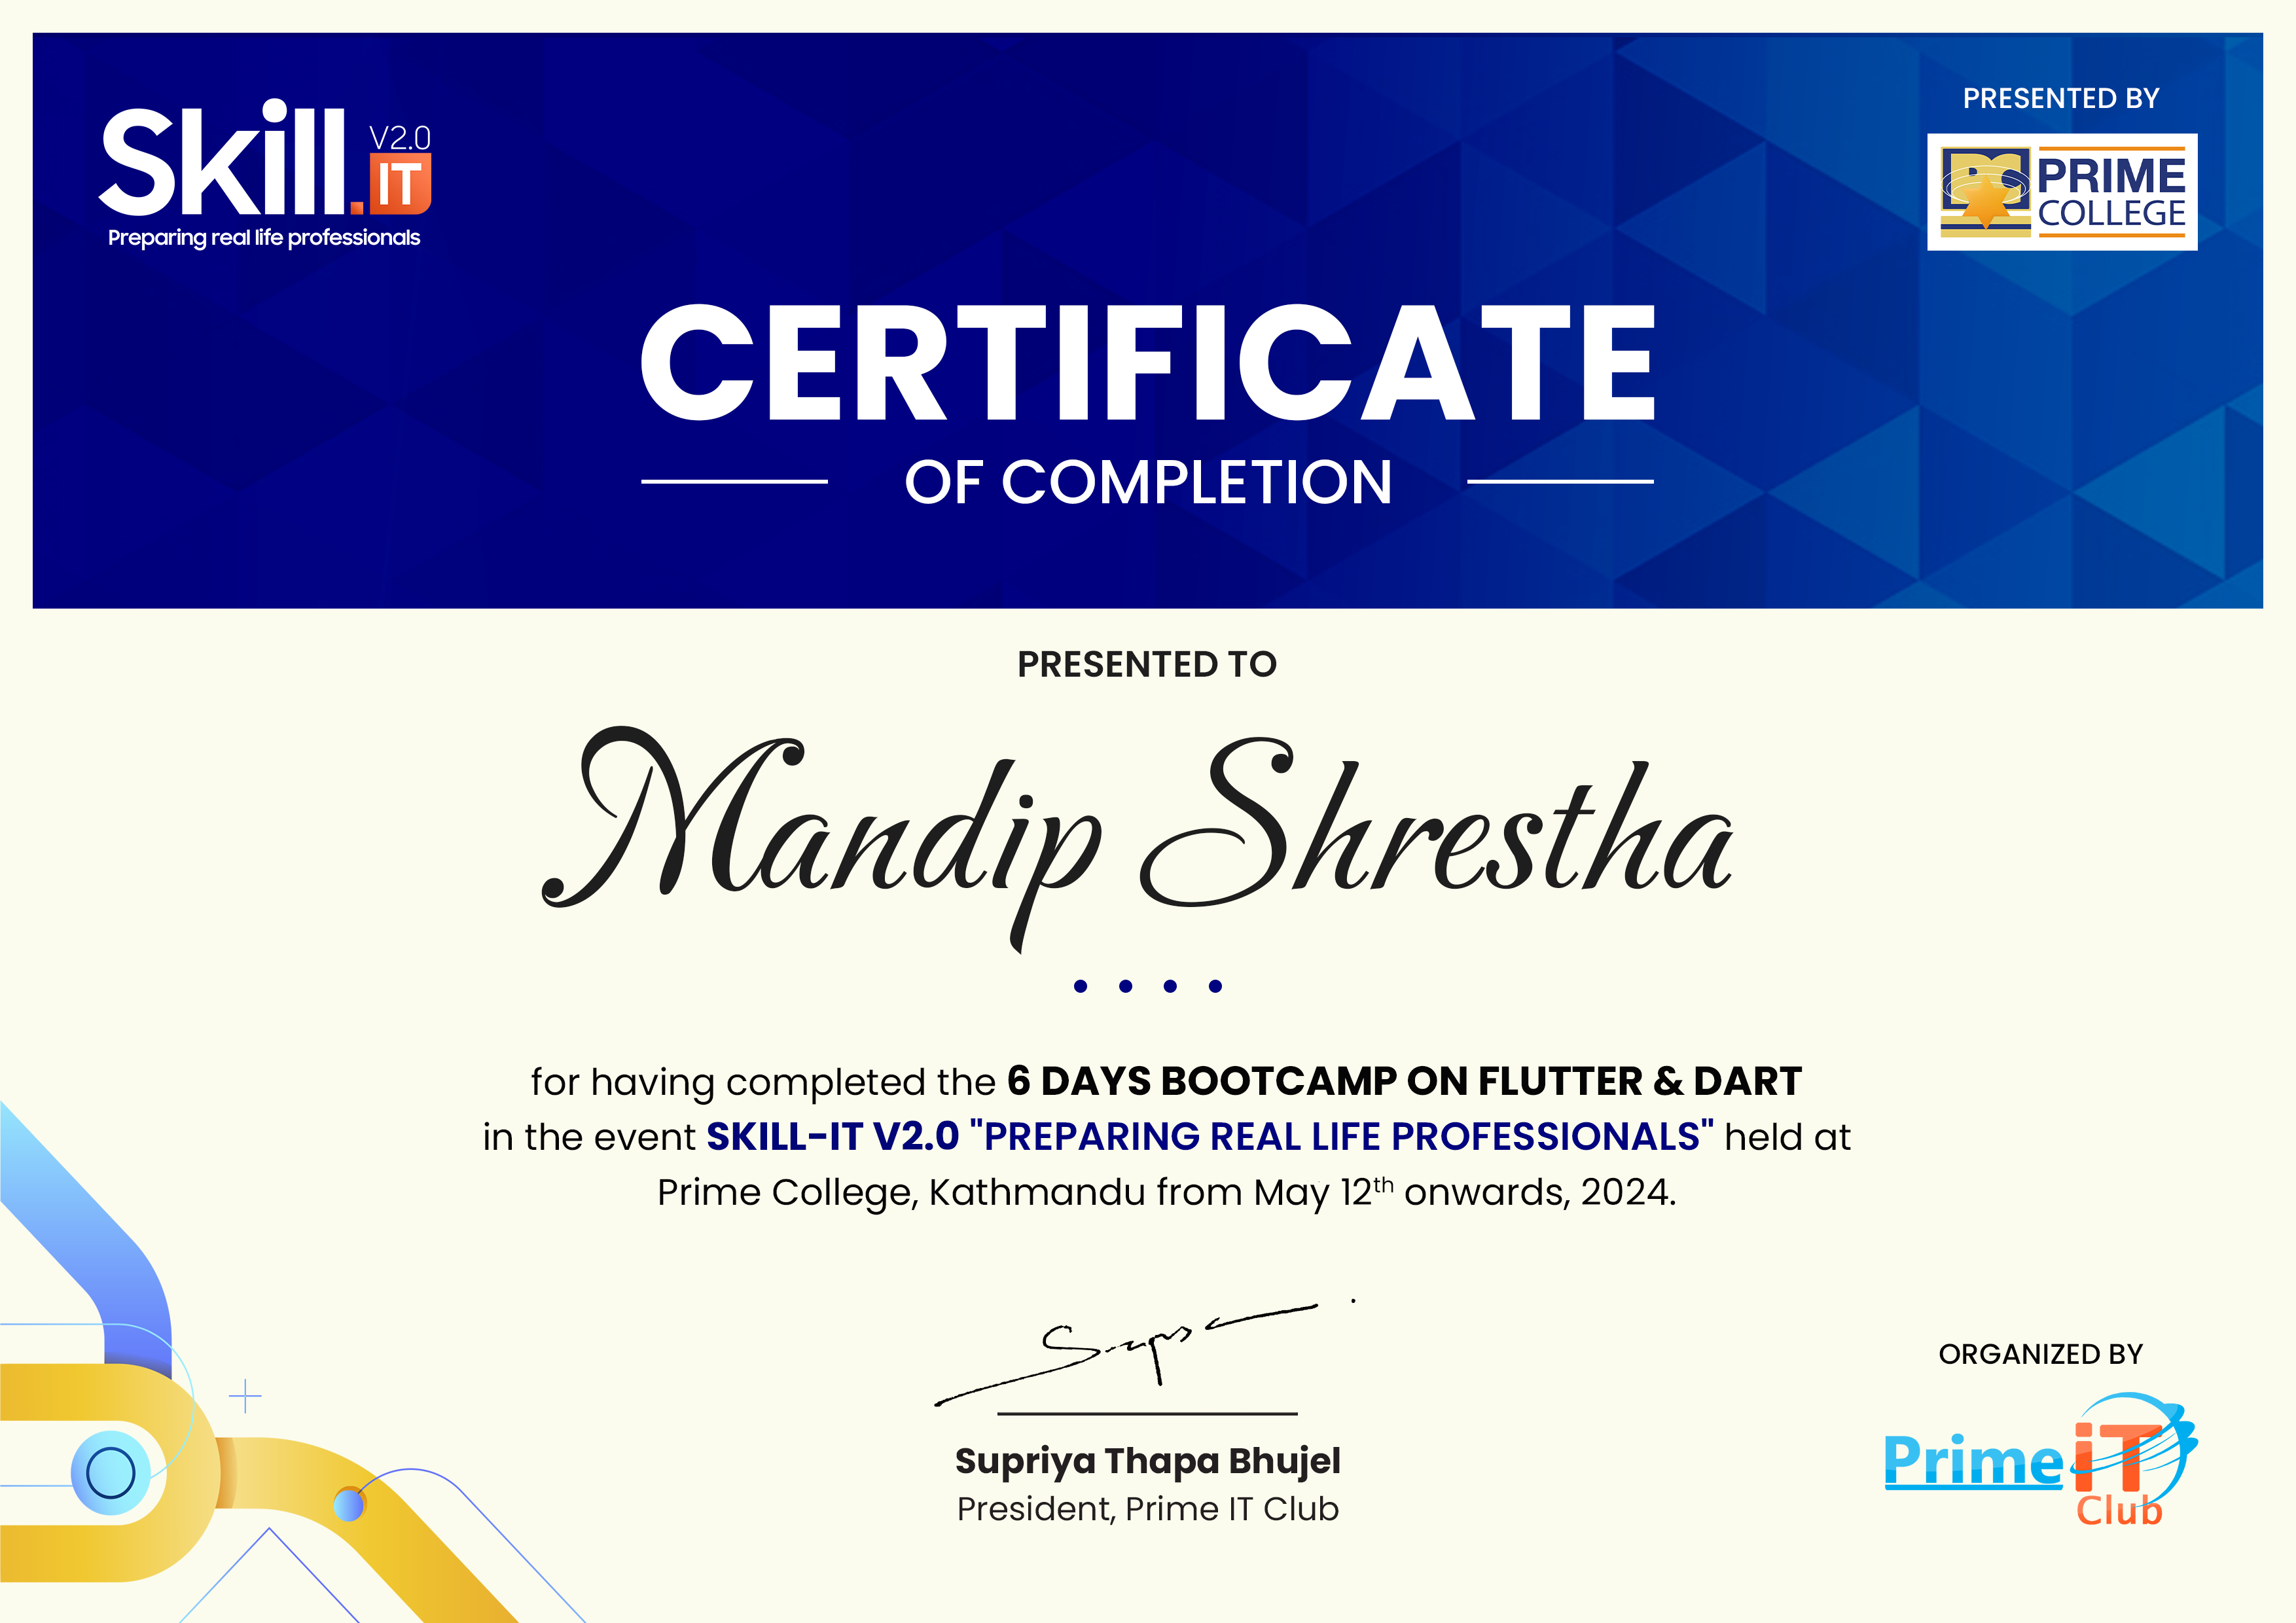 Skill.IT V2.0
Preparing real life professionals
PRESENTED BY
PRIME
COLLEGE
CERTIFICATE
OF COMPLETION
PRESENTED TO
Mandip Shrestha
for having completed the 6 DAYS BOOTCAMP ON FLUTTER & DART
in the event SKILL-IT V2.0 "PREPARING REAL LIFE PROFESSIONALS" held at
Prime College, Kathmandu from May 12th onwards, 2024.
Supriya Thapa Bhujel
President, Prime IT Club
ORGANIZED BY
Prime iT
Club